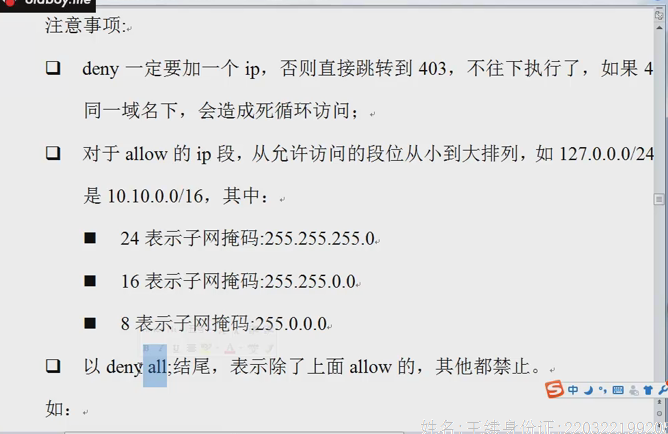 oldboy.me
注意事项:
❑ deny 一定要加一个 ip，否则直接跳转到 403，不往下执行了，如果 4
同一域名下，会造成死循环访问；
❑ 对于 allow 的 ip 段，从允许访问的段位从小到大排列，如 127.0.0.0/24
是 10.10.0.0/16，其中：
■ 24 表示子网掩码:255.255.255.0
■ 16 表示子网掩码:255.255.0.0
■ 8 表示子网掩码:255.0.0.0
❑ 以 deny all;结尾，表示除了上面 allow 的，其他都禁止。
如：
中